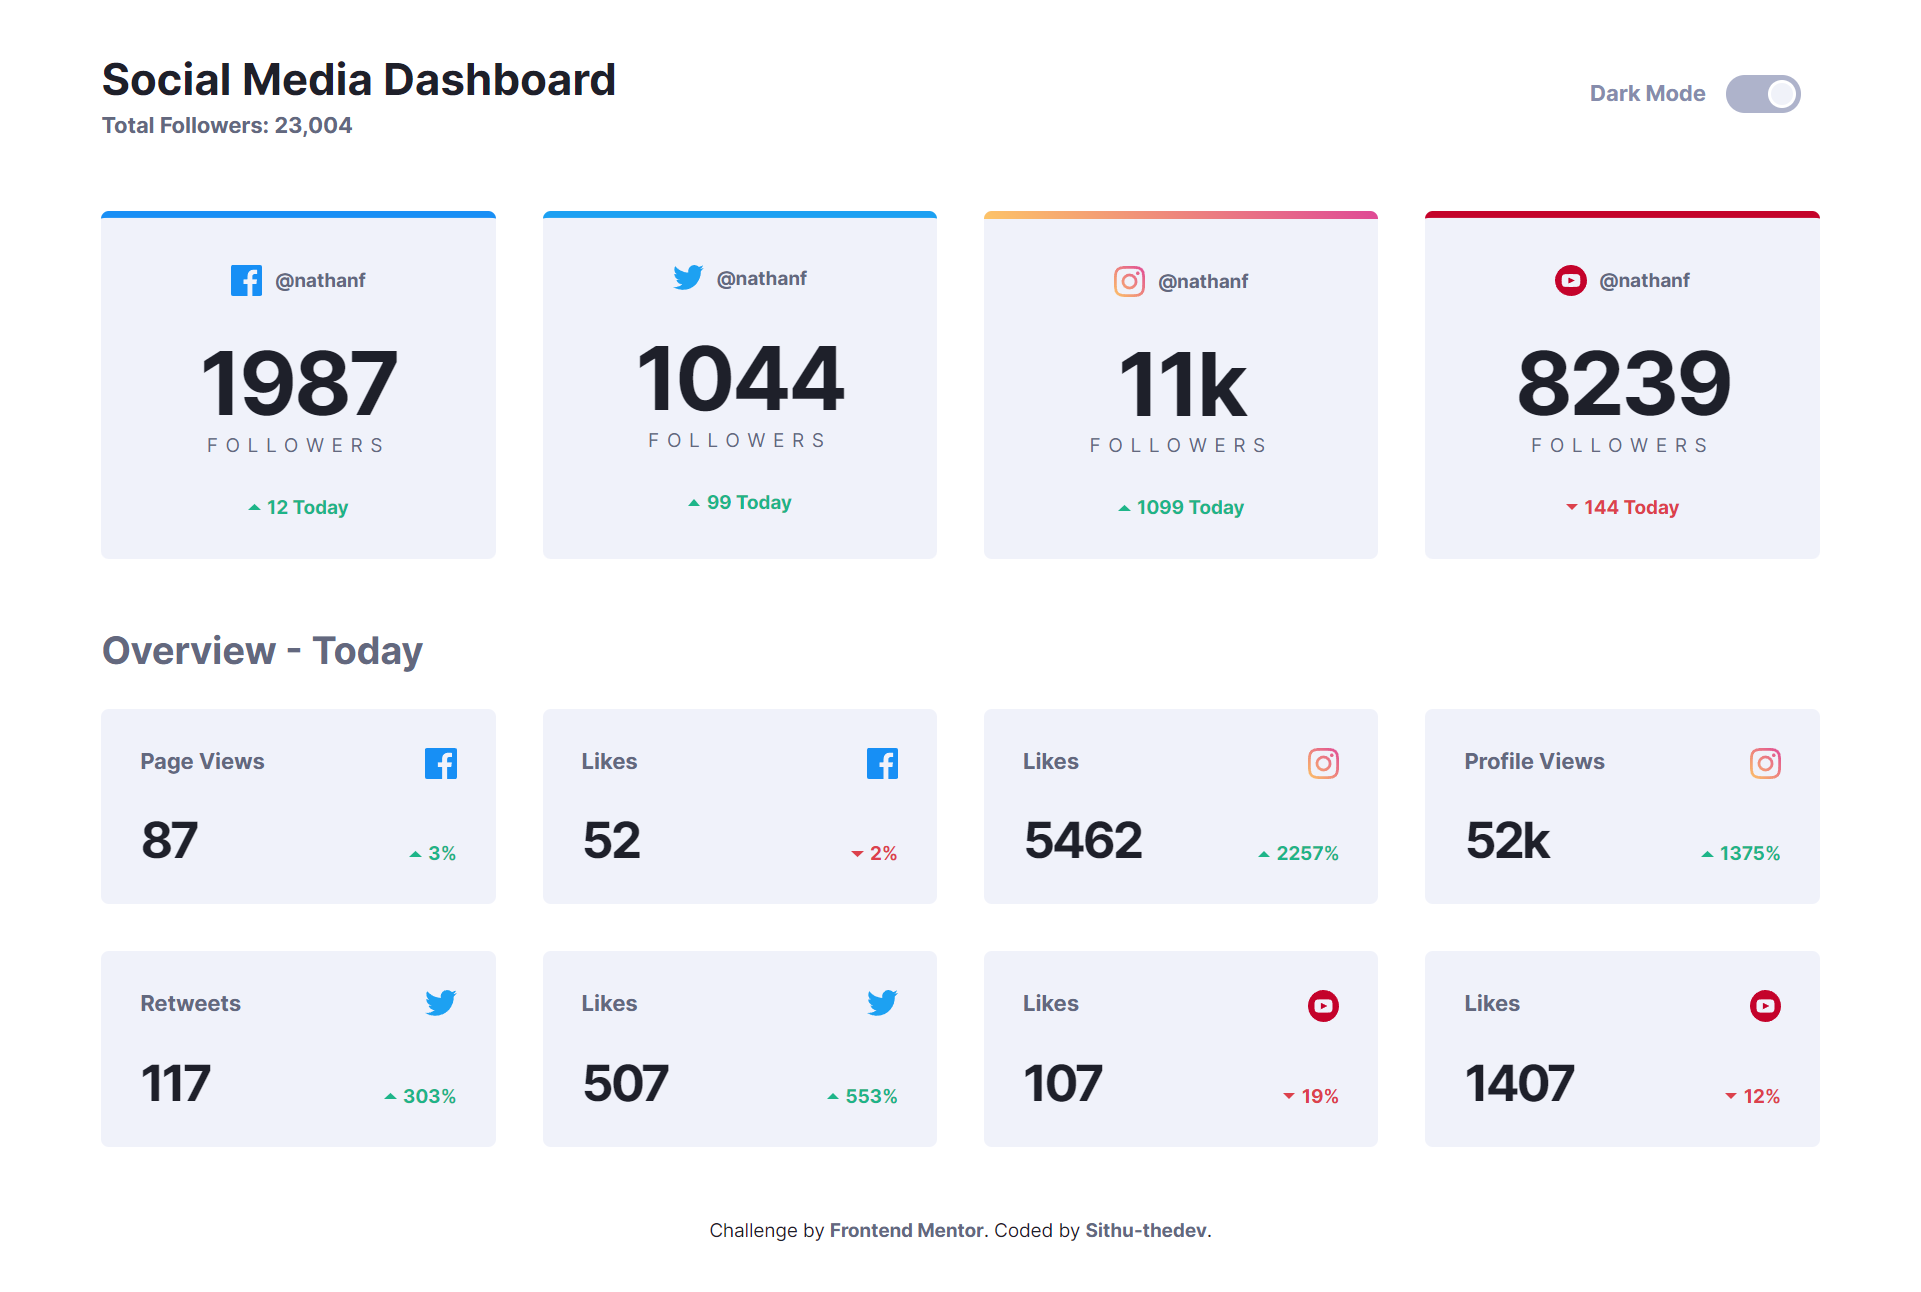 Social Media Dashboard
Total Followers: 23,004
Dark Mode
@nathanf
1987
FOLLOWERS
12 Today
@nathanf
1044
FOLLOWERS
99 Today
@nathanf
11k
FOLLOWERS
1099 Today
@nathanf
8239
FOLLOWERS
144 Today
Overview - Today
Page Views
87
3%
Likes
52
2%
Likes
5462
2257%
Profile Views
52k
1375%
Retweets
117
303%
Likes
507
553%
Likes
107
19%
Likes
1407
12%
Challenge by Frontend Mentor. Coded by Sithu-thedev.